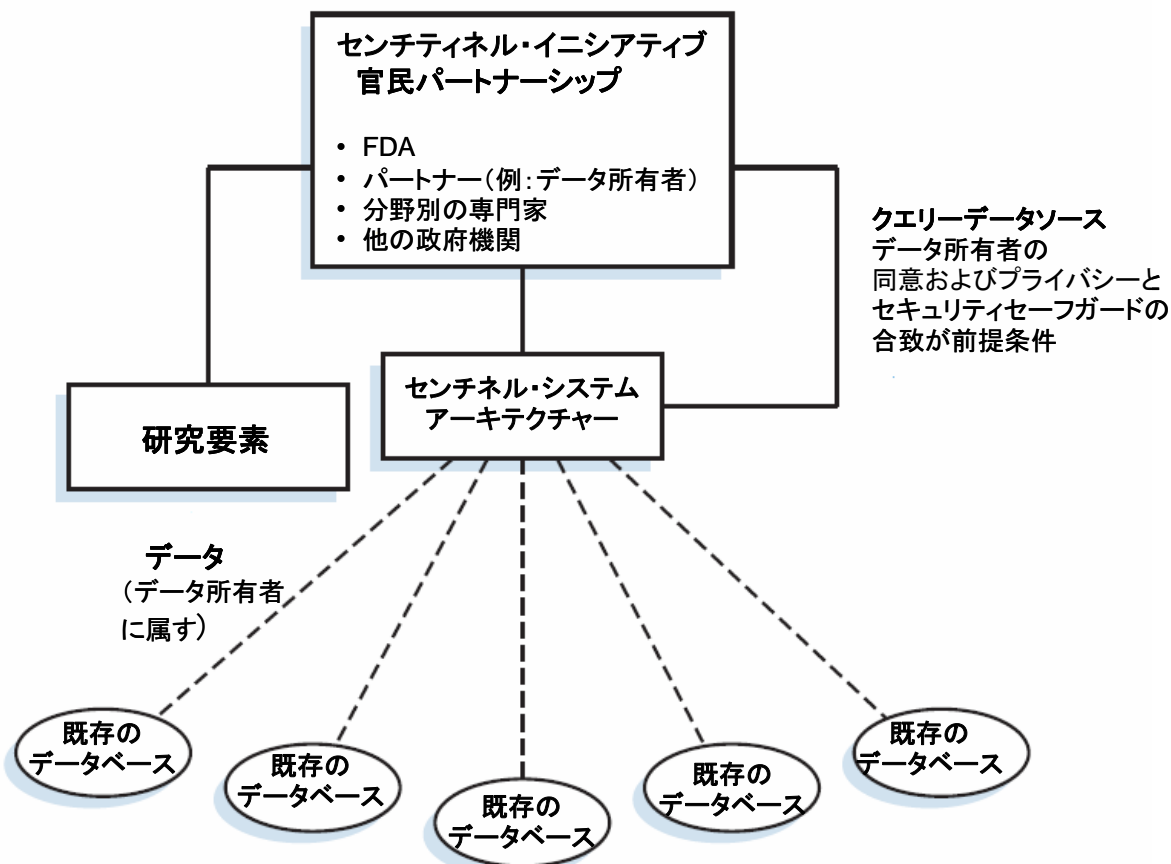 センチティネル・イニシアティブ
官民パートナーシップ
• FDA
• パートナー(例:データ所有者)
• 分野別の専門家
• 他の政府機関
クエリーデータソース
データ所有者の
同意およびプライバシーと
セキュリティセーフガードの
合致が前提条件
センチネル・システム
アーキテクチャー
研究要素
データ
(データ所有者
に属す)
既存の
データベース
既存の
データベース
既存の
データベース
既存の
データベース
既存の
データベース